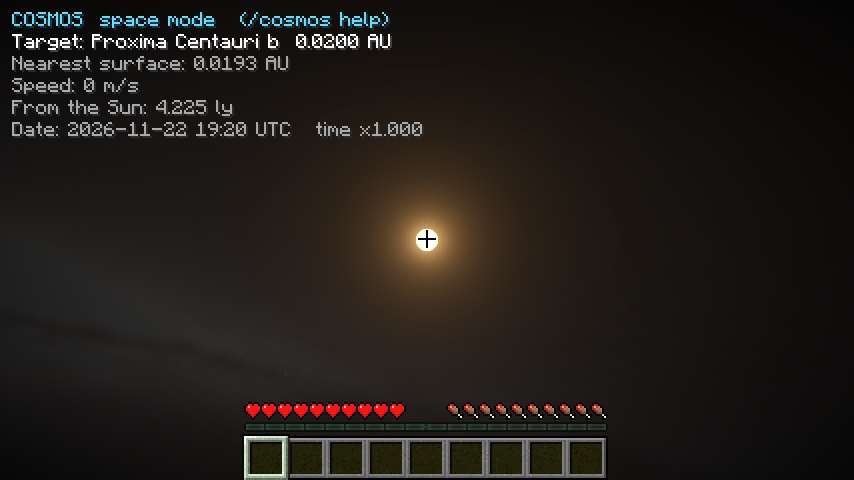 COSMOS space mode (/cosmos help)
Target: Proxima Centauri b 0.0200 AU
Nearest surface: 0.0193 AU
Speed: 0 m/s
From the Sun: 4.225 ly
Date: 2026-11-22 19:20 UTC time x1.000